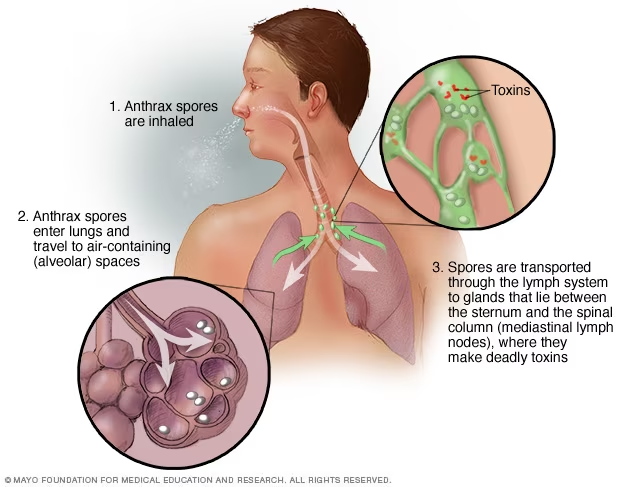 1. Anthrax spores
are inhaled
Toxins
2. Anthrax spores
enter lungs and
travel to air-containing
(alveolar) spaces
3. Spores are transported
through the lymph system
to glands that lie between
the sternum and the spinal
column (mediastinal lymph
nodes), where they
make deadly toxins
© MAYO FOUNDATION FOR MEDICAL EDUCATION AND RESEARCH. ALL RIGHTS RESERVED.